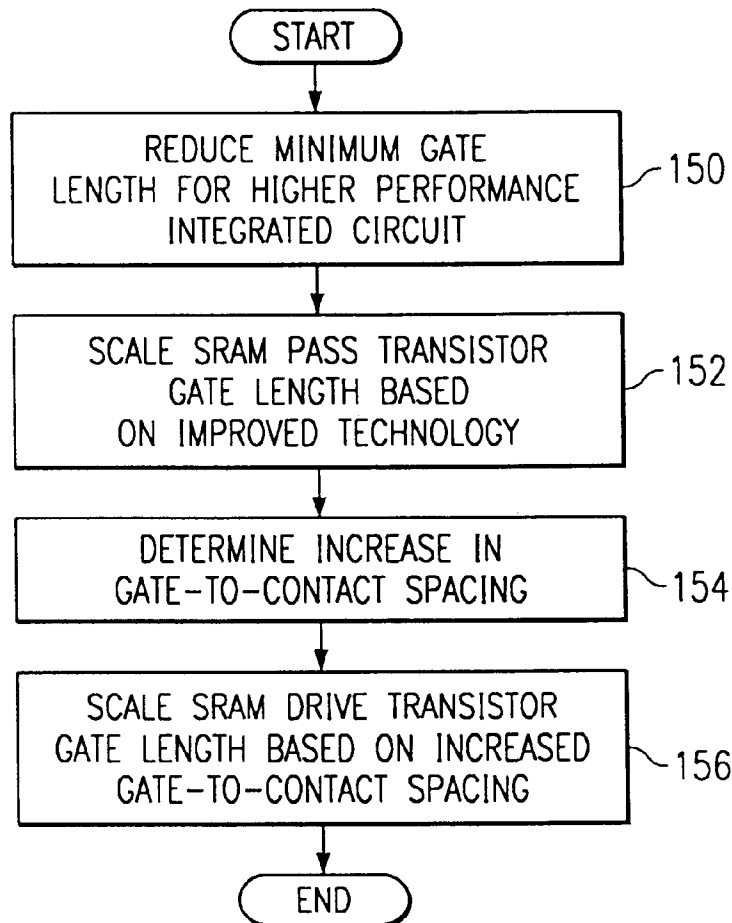 START
REDUCE MINIMUM GATE
LENGTH FOR HIGHER PERFORMANCE
INTEGRATED CIRCUIT
150
SCALE SRAM PASS TRANSISTOR
GATE LENGTH BASED
ON IMPROVED TECHNOLOGY
152
DETERMINE INCREASE IN
GATE-TO-CONTACT SPACING
154
SCALE SRAM DRIVE TRANSISTOR
GATE LENGTH BASED ON INCREASED
GATE-TO-CONTACT SPACING
156
END